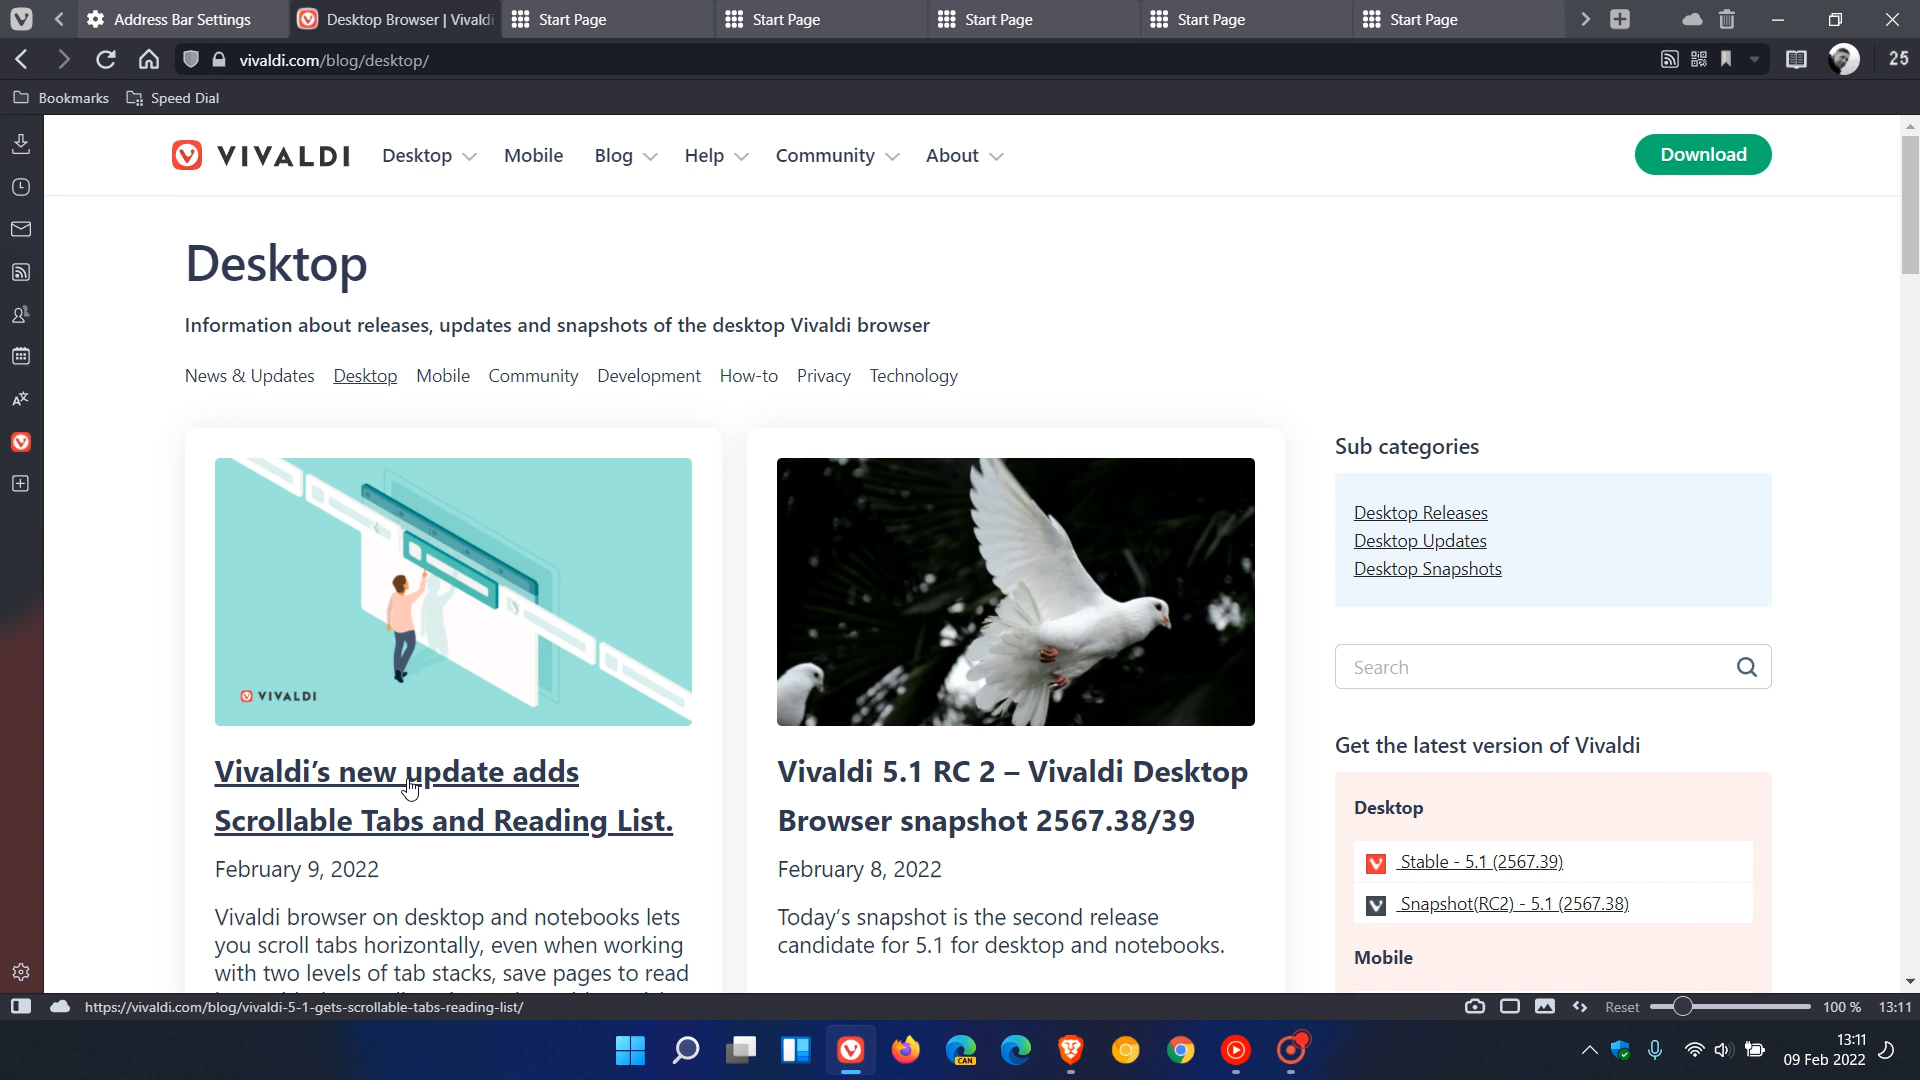 Address Bar Settings
Desktop Browser | Vivaldi
Start Page
Start Page
Start Page
Start Page
Start Page
vivaldi.com/blog/desktop/
25
Bookmarks
Speed Dial
VIVALDI
Desktop
Mobile
Blog
Help
Community
About
Download
Desktop
Information about releases, updates and snapshots of the desktop Vivaldi browser
News & Updates
Desktop
Mobile
Community
Development
How-to
Privacy
Technology
VIVALDI
Vivaldi’s new update adds
Scrollable Tabs and Reading List.
February 9, 2022
Vivaldi browser on desktop and notebooks lets
you scroll tabs horizontally, even when working
with two levels of tab stacks, save pages to read
Vivaldi 5.1 RC 2 – Vivaldi Desktop
Browser snapshot 2567.38/39
February 8, 2022
Today’s snapshot is the second release
candidate for 5.1 for desktop and notebooks.
Sub categories
Desktop Releases
Desktop Updates
Desktop Snapshots
Search
Get the latest version of Vivaldi
Desktop
Stable - 5.1 (2567.39)
Snapshot(RC2) - 5.1 (2567.38)
Mobile
https://vivaldi.com/blog/vivaldi-5-1-gets-scrollable-tabs-reading-list/
Reset
100 %
13:11
CAN
13:11
09 Feb 2022